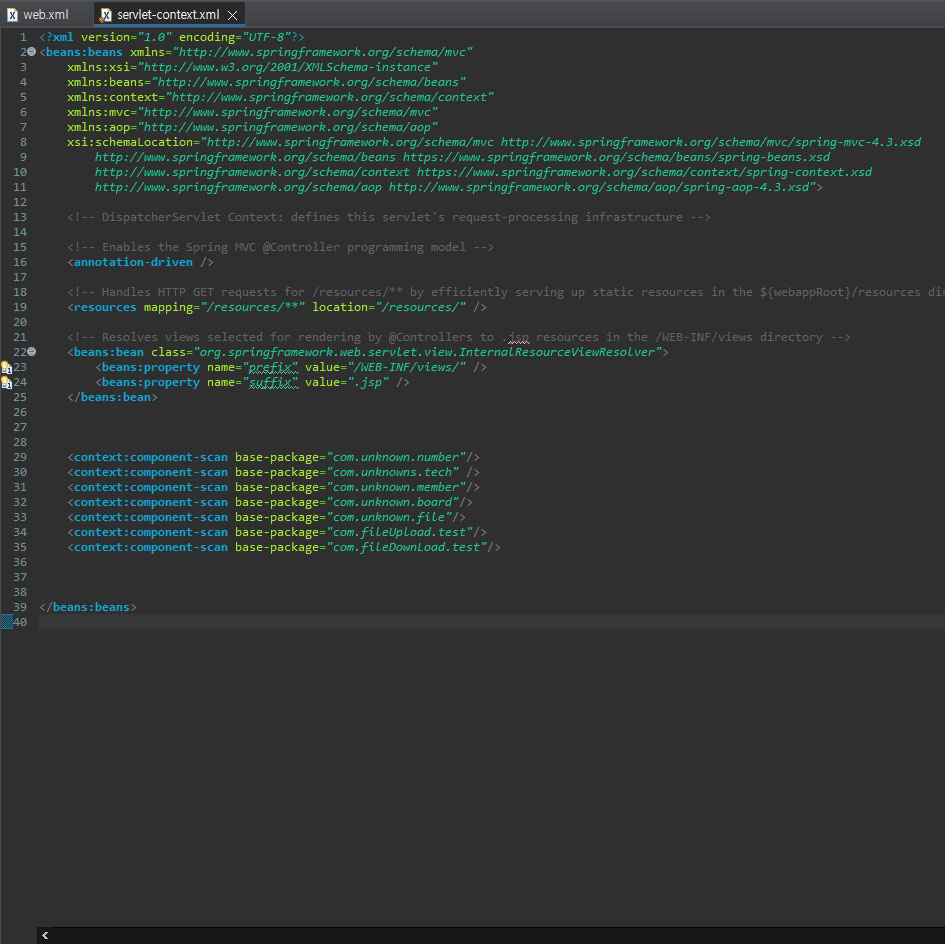 web.xml
servlet-context.xml
1 <?xml version="1.0" encoding="UTF-8"?>
2 <beans:beans xmlns="http://www.springframework.org/schema/mvc"
3 xmlns:xsi="http://www.w3.org/2001/XMLSchema-instance"
4 xmlns:beans="http://www.springframework.org/schema/beans"
5 xmlns:context="http://www.springframework.org/schema/context"
6 xmlns:mvc="http://www.springframework.org/schema/mvc"
7 xmlns:aop="http://www.springframework.org/schema/aop"
8 xsi:schemaLocation="http://www.springframework.org/schema/mvc http://www.springframework.org/schema/mvc/spring-mvc-4.3.xsd
9 http://www.springframework.org/schema/beans https://www.springframework.org/schema/beans/spring-beans.xsd
10 http://www.springframework.org/schema/context https://www.springframework.org/schema/context/spring-context.xsd
11 http://www.springframework.org/schema/aop http://www.springframework.org/schema/aop/spring-aop-4.3.xsd">
12
13 <!-- DispatcherServlet Context: defines this servlet's request-processing infrastructure -->
14
15 <!-- Enables the Spring MVC @Controller programming model -->
16 <annotation-driven />
17
18 <!-- Handles HTTP GET requests for /resources/** by efficiently serving up static resources in the ${webappRoot}/resources di
19 <resources mapping="/resources/**" location="/resources/" />
20
21 <!-- Resolves views selected for rendering by @Controllers to .jsp resources in the /WEB-INF/views directory -->
22 <beans:bean class="org.springframework.web.servlet.view.InternalResourceViewResolver">
23 <beans:property name="prefix" value="/WEB-INF/views/" />
24 <beans:property name="suffix" value=".jsp" />
25 </beans:bean>
26
27
28
29 <context:component-scan base-package="com.unknown.number"/>
30 <context:component-scan base-package="com.unknowns.tech" />
31 <context:component-scan base-package="com.unknown.member"/>
32 <context:component-scan base-package="com.unknown.board"/>
33 <context:component-scan base-package="com.unknown.file"/>
34 <context:component-scan base-package="com.fileUpload.test"/>
35 <context:component-scan base-package="com.fileDownLoad.test"/>
36
37
38
39 </beans:beans>
40